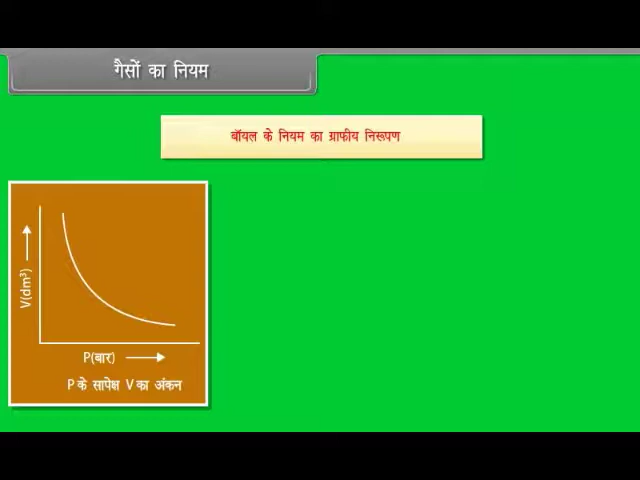 गैसों का नियम
बॉयल के नियम का ग्राफीय निरूपण
V(dm³)
P(बार)
P के सापेक्ष V का अंकन